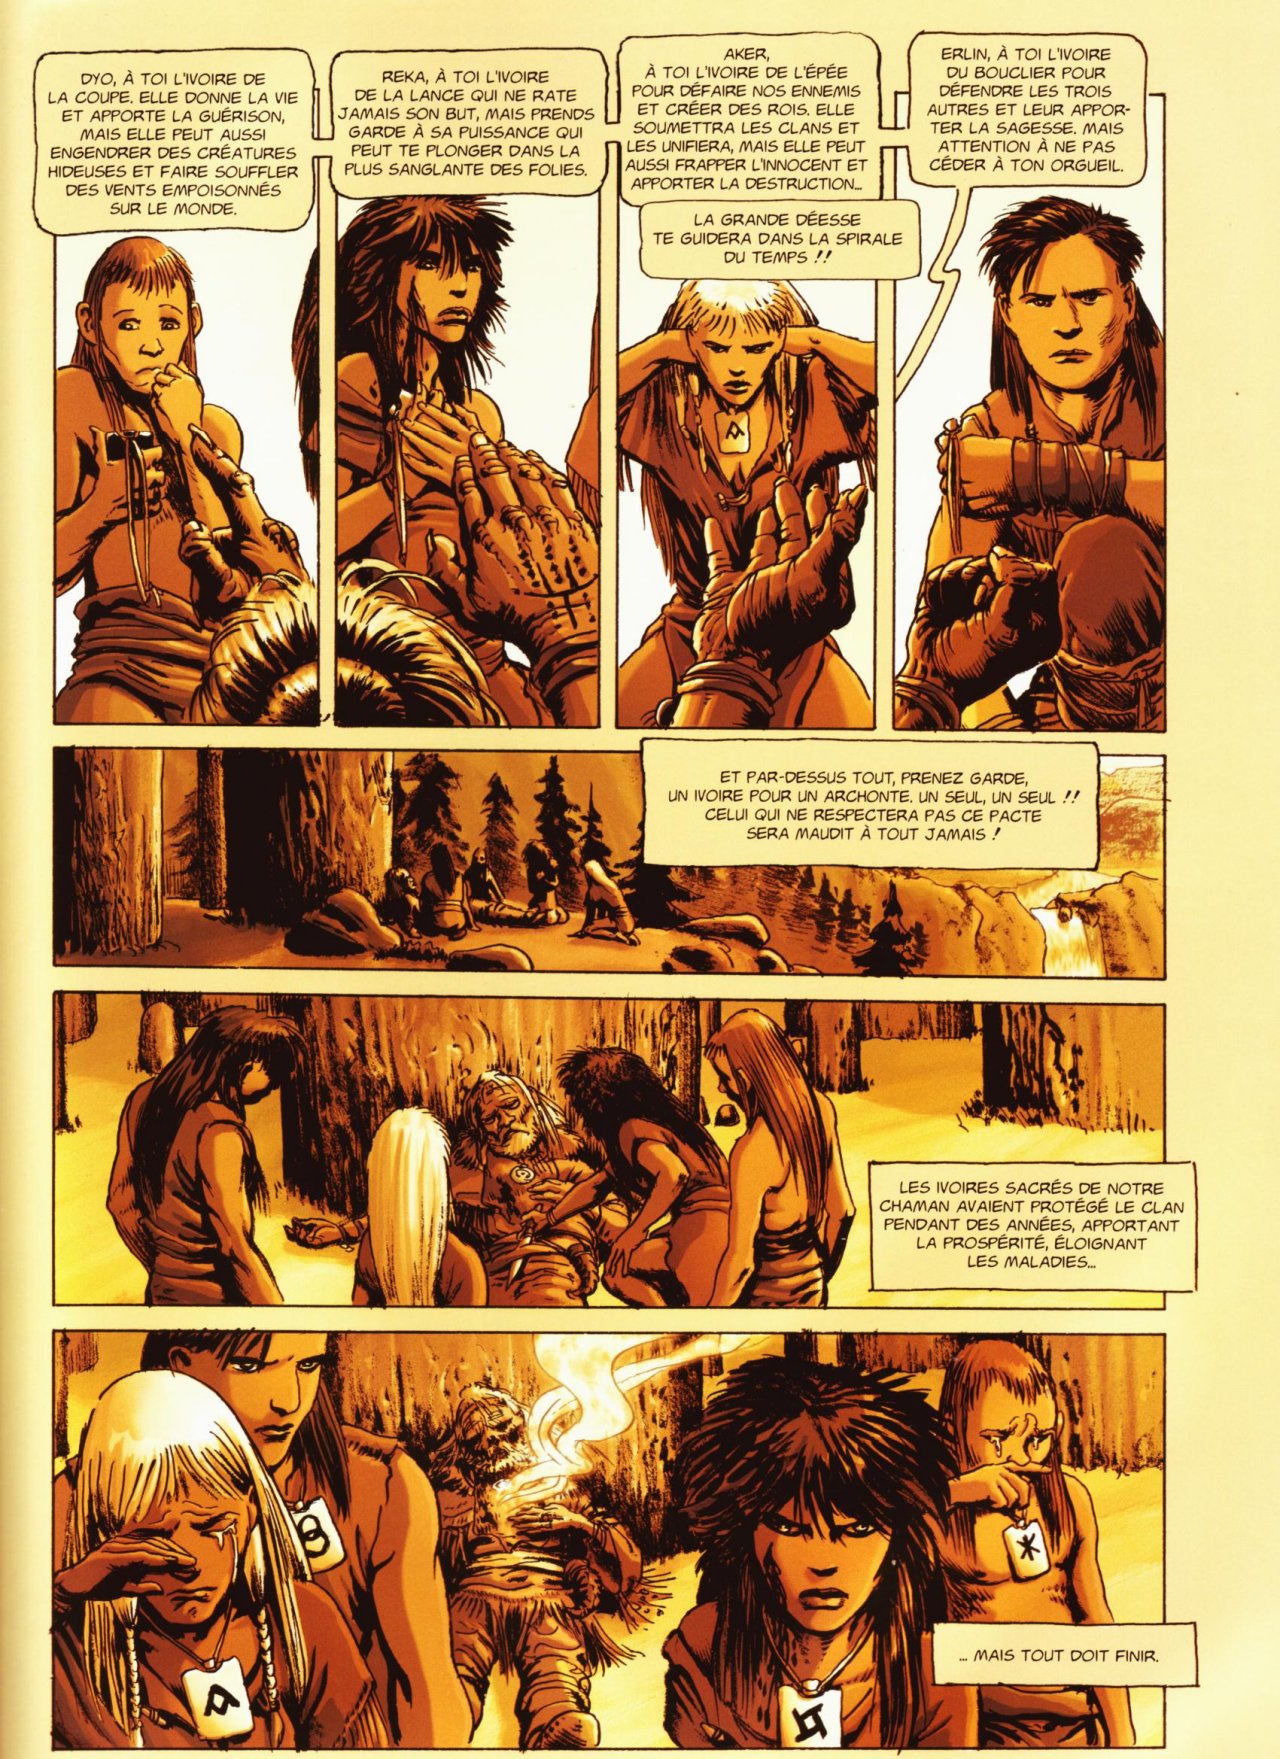 DYO, À TOI L'IVOIRE DE
LA COUPE. ELLE DONNE LA VIE
ET APPORTE LA GUÉRISON,
MAIS ELLE PEUT AUSSI
ENGENDRER DES CRÉATURES
HIDEUSES ET FAIRE SOUFFLER
DES VENTS EMPOISONNÉS
SUR LE MONDE.
REKA, À TOI L'IVOIRE
DE LA LANCE QUI NE RATE
JAMAIS SON BUT, MAIS PRENDS
GARDE À SA PUISSANCE QUI
PEUT TE PLONGER DANS LA
PLUS SANGLANTE DES FOLIES.
AKER,
À TOI L'IVOIRE DE L'ÉPÉE
POUR DÉFAIRE NOS ENNEMIS
ET CRÉER DES ROIS. ELLE
SOUMETTRA LES CLANS ET
LES UNIFIERA, MAIS ELLE PEUT
AUSSI FRAPPER L'INNOCENT ET
APPORTER LA DESTRUCTION...
LA GRANDE DÉESSE
TE GUIDERA DANS LA SPIRALE
DU TEMPS !!
ERLIN, À TOI L'IVOIRE
DU BOUCLIER POUR
DÉFENDRE LES TROIS
AUTRES ET LEUR APPOR-
TER LA SAGESSE. MAIS
ATTENTION À NE PAS
CÉDER À TON ORGUEIL.
ET PAR-DESSUS TOUT, PRENEZ GARDE,
UN IVOIRE POUR UN ARCHONTE. UN SEUL, UN SEUL !!
CELUI QUI NE RESPECTERA PAS CE PACTE
SERA MAUDIT À TOUT JAMAIS !
LES IVOIRES SACRÉS DE NOTRE
CHAMAN AVAIENT PROTÉGÉ LE CLAN
PENDANT DES ANNÉES, APPORTANT
LA PROSPÉRITÉ, ÉLOIGNANT
LES MALADIES...
... MAIS TOUT DOIT FINIR.